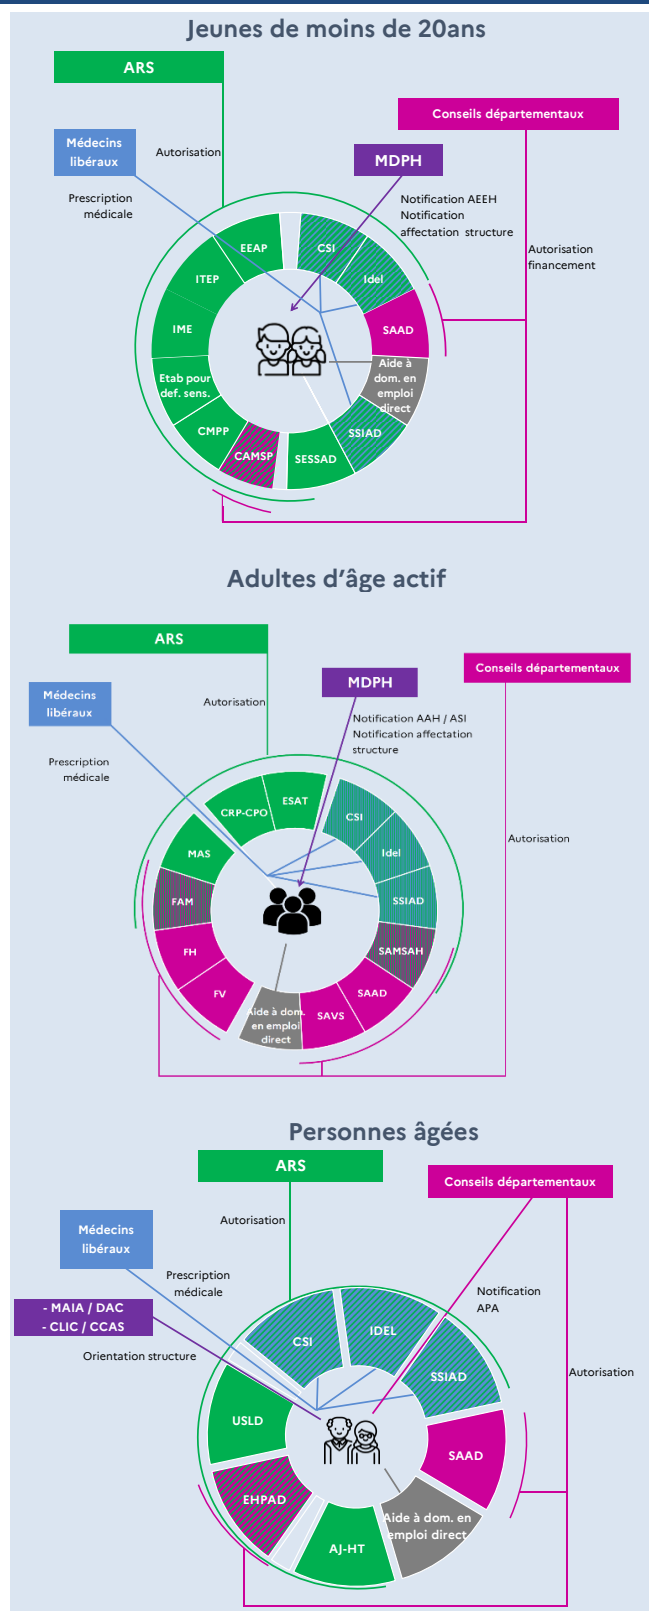 Jeunes de moins de 20ans
ARS
Conseils départementaux
Médecins
libéraux
Autorisation
MDPH
Prescription
médicale
Notification AEEH
Notification
affectation structure
Autorisation
financement
EEAP
CSI
Idel
ITEP
IME
SAAD
Etab pour
def. sens.
Aide à
dom. en
emploi
direct
CMPP
CAMSP
SESSAD
SSIAD
Adultes d'âge actif
ARS
Conseils départementaux
MDPH
Médecins
libéraux
Autorisation
Notification AAH / ASI
Notification affectation
structure
Prescription
médicale
Autorisation
CRP-CPO
ESAT
CSI
Idel
MAS
FAM
SSIAD
FH
SAMSAH
FV
SAAD
Aide à dom.
en emploi
direct
SAVS
Personnes âgées
ARS
Conseils départementaux
Médecins
libéraux
Autorisation
Prescription
médicale
Notification
APA
- MAIA / DAC
- CLIC / CCAS
Orientation structure
Autorisation
CSI
IDEL
SSIAD
USLD
SAAD
EHPAD
Aide à dom. en
emploi direct
AJ-HT